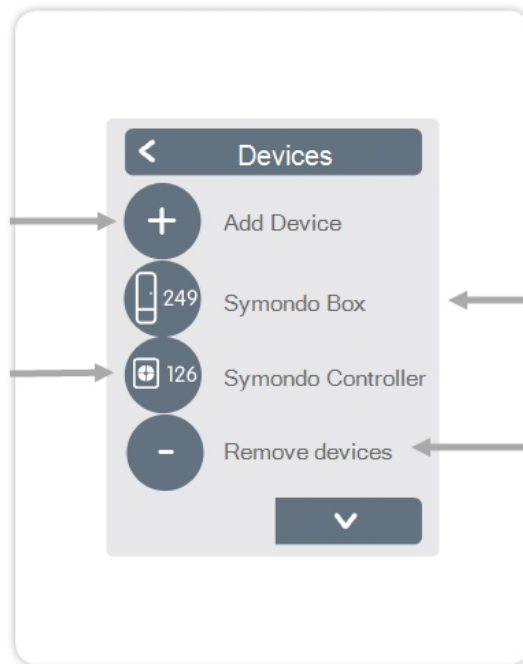 Devices
Add Device
249 Symondo Box
126 Symondo Controller
Remove devices